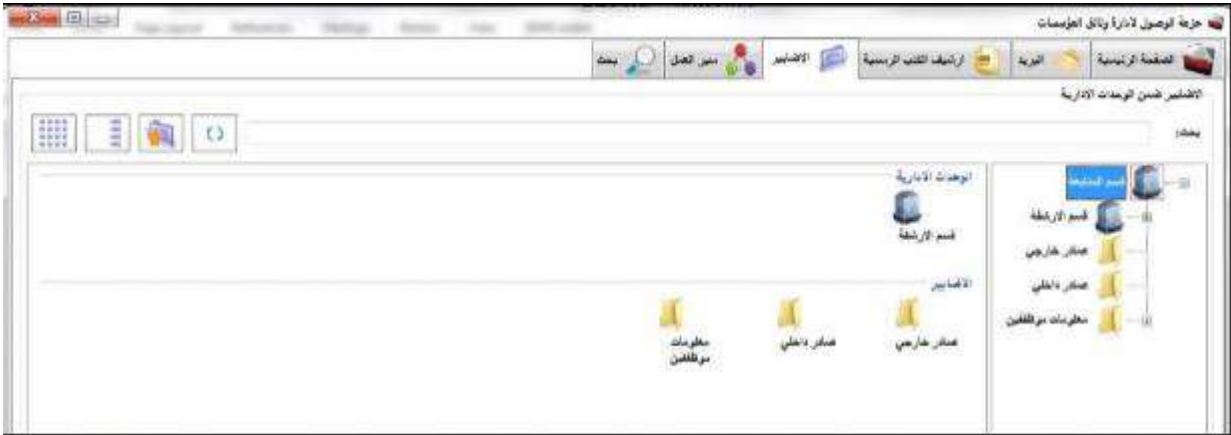 حزمة الوصول لادارة وثائق المؤسسات
الصفحة الرئيسية
البريد
ارشيف الكتب الرسمية
الاضابير
سير العمل
بحث
الاضابير ضمن الوحدات الادارية
بحث:
قسم المتابعة
قسم الارشفة
صادر خارجي
صادر داخلي
معلومات موظفين
الوحدات الادارية
قسم الارشفة
الاضابير
صادر خارجي
صادر داخلي
معلومات
موظفين